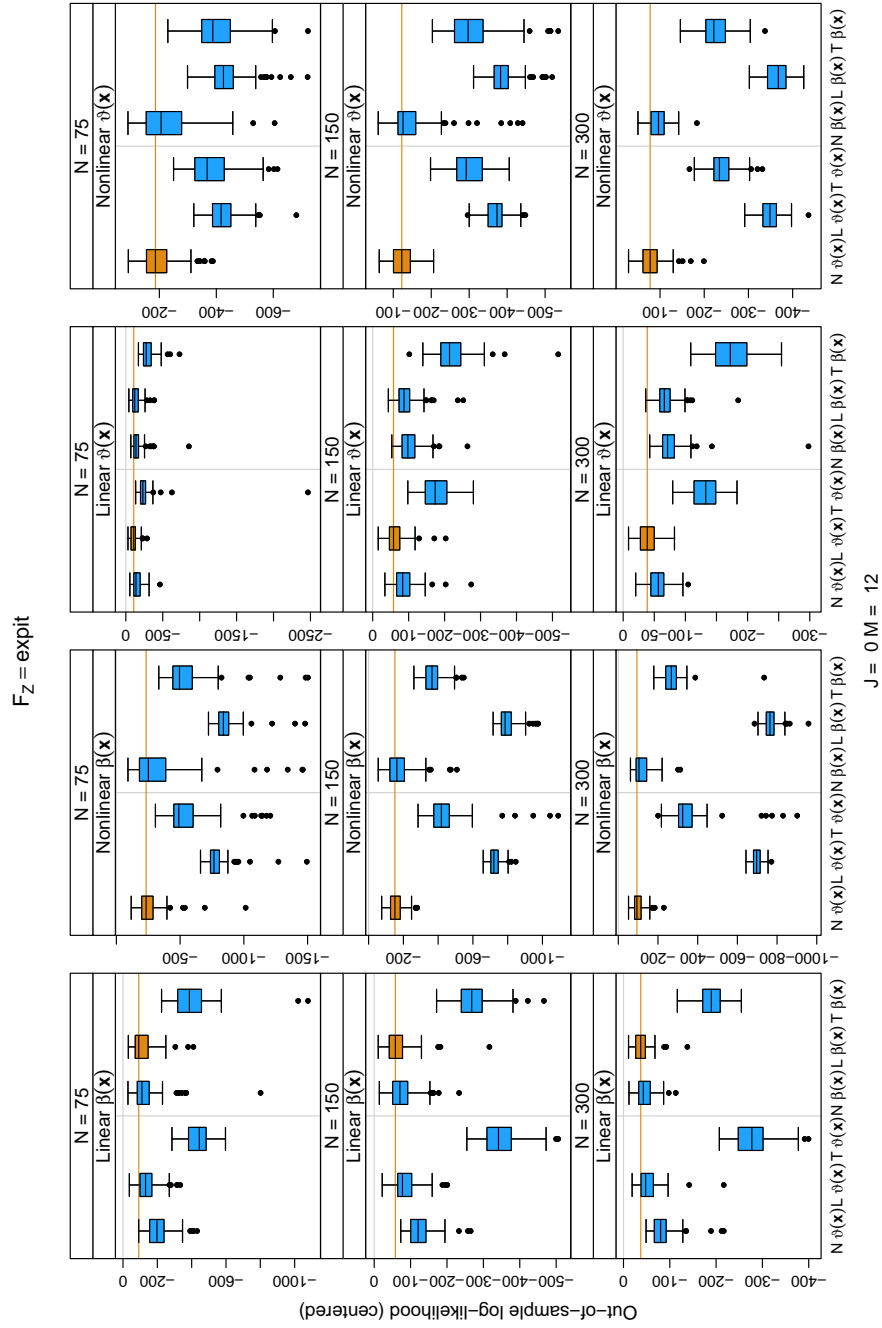 F_Z = expit
N = 75
N = 75
N = 75
N = 75
Linear β(x)
Nonlinear β(x)
Linear ϑ(x)
Nonlinear ϑ(x)
0 −200 −600 −1000
−500 −1000 −1500
0 −500 −1500 −2500
−200 −400 −600
N = 150
N = 150
N = 150
N = 150
Linear β(x)
Nonlinear β(x)
Linear ϑ(x)
Nonlinear ϑ(x)
0 −100 −200 −300 −400 −500
−200 −600 −1000
0 −100 −200 −300 −400 −500
−100 −200 −300 −400 −500
N = 300
N = 300
N = 300
N = 300
Linear β(x)
Nonlinear β(x)
Linear ϑ(x)
Nonlinear ϑ(x)
0 −100 −200 −300 −400
−200 −400 −600 −800 −1000
0 −50 −100 −200 −300
−100 −200 −300 −400
N ϑ(x) L ϑ(x) T ϑ(x) N β(x) L β(x) T β(x)
N ϑ(x) L ϑ(x) T ϑ(x) N β(x) L β(x) T β(x)
N ϑ(x) L ϑ(x) T ϑ(x) N β(x) L β(x) T β(x)
N ϑ(x) L ϑ(x) T ϑ(x) N β(x) L β(x) T β(x)
Out−of−sample log−likelihood (centered)
J = 0 M = 12